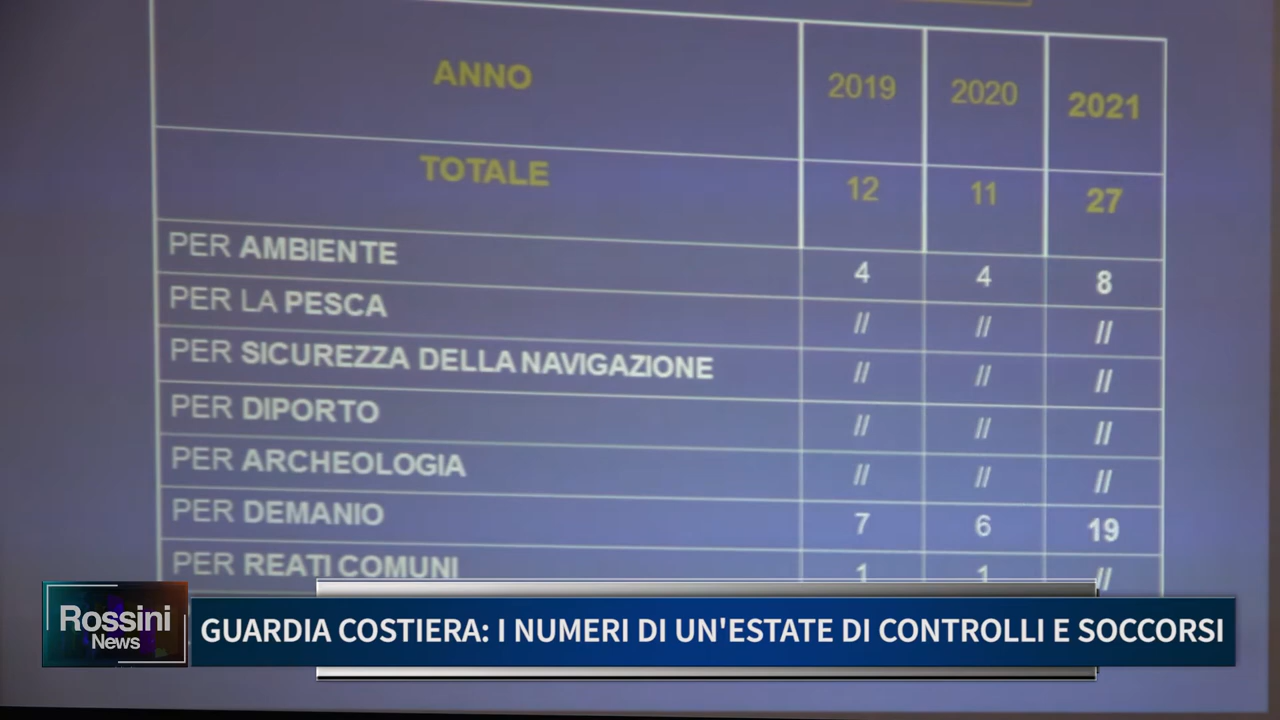 ANNO 2019 2020 2021
TOTALE 12 11 27
PER AMBIENTE 4 4 8
PER LA PESCA // // //
PER SICUREZZA DELLA NAVIGAZIONE // // //
PER DIPORTO // // //
PER ARCHEOLOGIA // // //
PER DEMANIO 7 6 19
PER REATI COMUNI 1 1 //
Rossini
News
GUARDIA COSTIERA: I NUMERI DI UN'ESTATE DI CONTROLLI E SOCCORSI